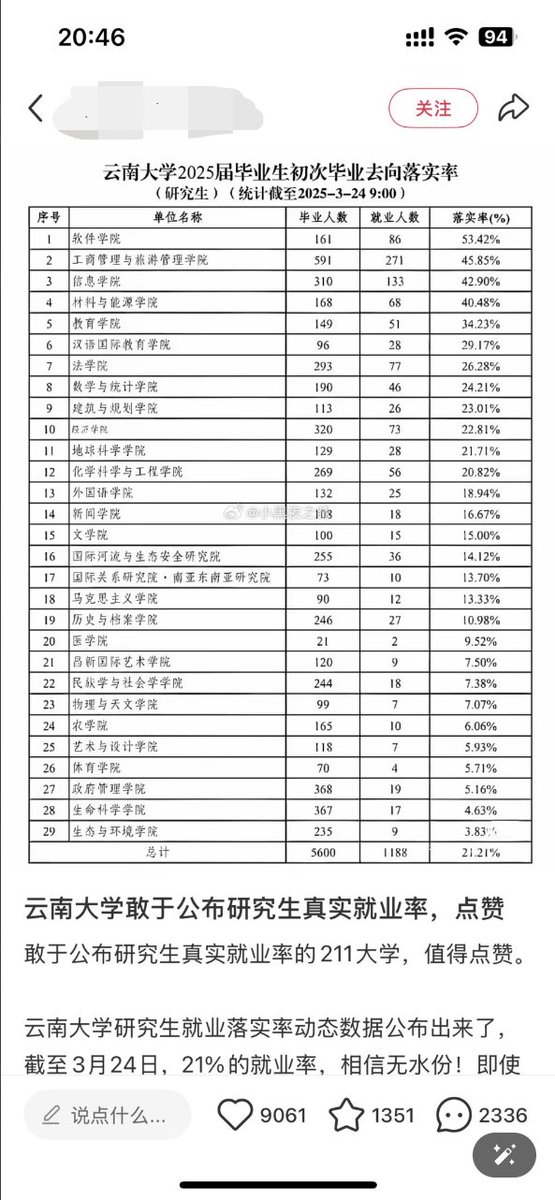 20:46
94
关注
云南大学2025届毕业生初次毕业去向落实率
(研究生)(统计截至2025-3-24 9:00)
序号 单位名称 毕业人数 就业人数 落实率(%)
1 软件学院 161 86 53.42%
2 工商管理与旅游管理学院 591 271 45.85%
3 信息学院 310 133 42.90%
4 材料与能源学院 168 68 40.48%
5 教育学院 149 51 34.23%
6 汉语国际教育学院 96 28 29.17%
7 法学院 293 77 26.28%
8 数学与统计学院 190 46 24.21%
9 建筑与规划学院 113 26 23.01%
10 经济学院 320 73 22.81%
11 地球科学学院 129 28 21.71%
12 化学科学与工程学院 269 56 20.82%
13 外国语学院 132 25 18.94%
14 新闻学院 108 18 16.67%
@小黑夜之
15 文学院 100 15 15.00%
16 国际河流与生态安全研究院 255 36 14.12%
17 国际关系研究院·南亚东南亚研究院 73 10 13.70%
18 马克思主义学院 90 12 13.33%
19 历史与档案学院 246 27 10.98%
20 医学院 21 2 9.52%
21 昌新国际艺术学院 120 9 7.50%
22 民族学与社会学学院 244 18 7.38%
23 物理与天文学院 99 7 7.07%
24 农学院 165 10 6.06%
25 艺术与设计学院 118 7 5.93%
26 体育学院 70 4 5.71%
27 政府管理学院 368 19 5.16%
28 生命科学学院 367 17 4.63%
29 生态与环境学院 235 9 3.83%
总计 5600 1188 21.21%
云南大学敢于公布研究生真实就业率，点赞
敢于公布研究生真实就业率的211大学，值得点赞。
云南大学研究生就业落实率动态数据公布出来了，
截至3月24日，21%的就业率，相信无水份！即使
说点什么... 9061 1351 2336